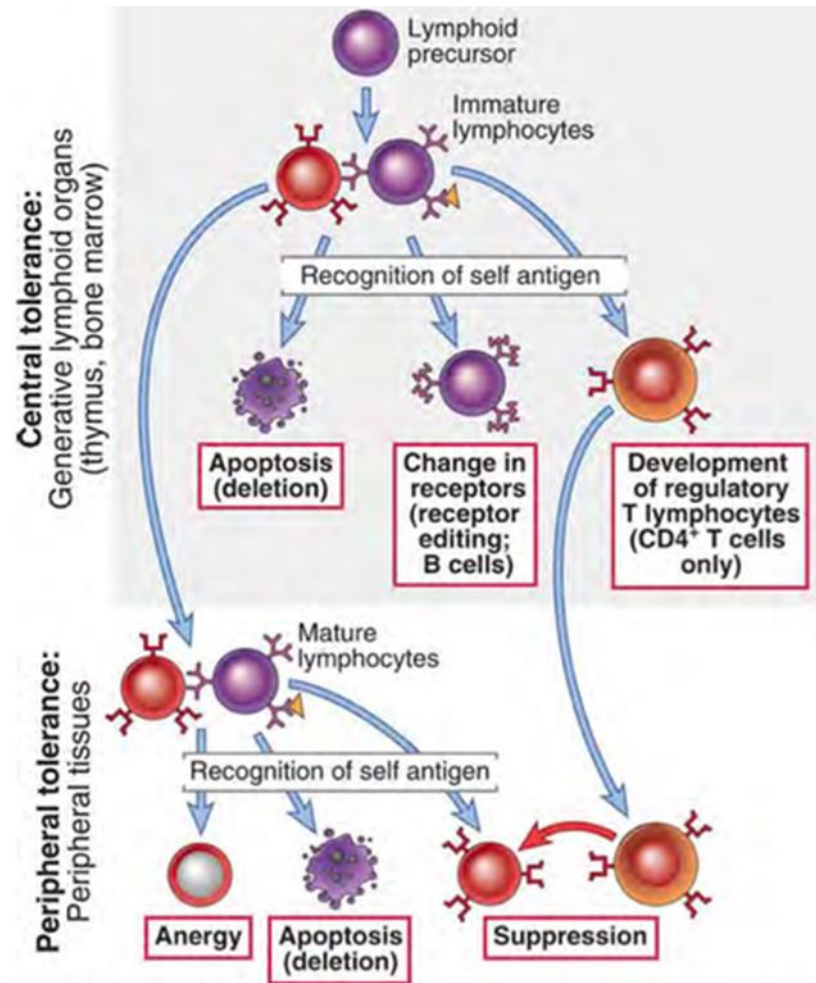 Lymphoid
precursor
Immature
lymphocytes
Central tolerance:
Generative lymphoid organs
(thymus, bone marrow)
Recognition of self antigen
Apoptosis
(deletion)
Change in
receptors
(receptor
editing;
B cells)
Development
of regulatory
T lymphocytes
(CD4⁺ T cells
only)
Peripheral tolerance:
Peripheral tissues
Mature
lymphocytes
Recognition of self antigen
Anergy
Apoptosis
(deletion)
Suppression